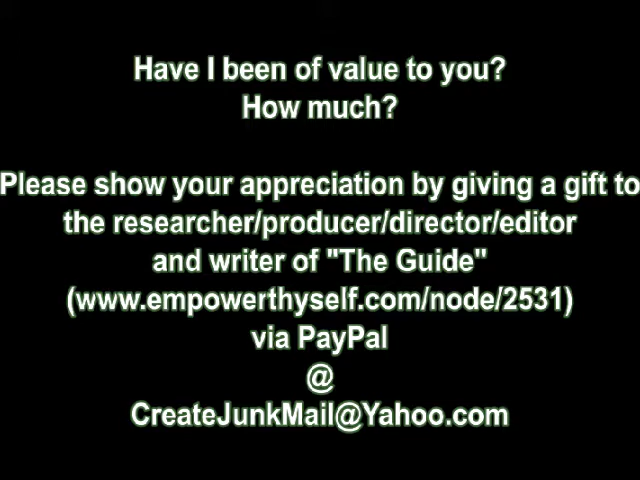 Have I been of value to you?
How much?
Please show your appreciation by giving a gift to
the researcher/producer/director/editor
and writer of "The Guide"
(www.empowerthyself.com/node/2531)
via PayPal
@
CreateJunkMail@Yahoo.com